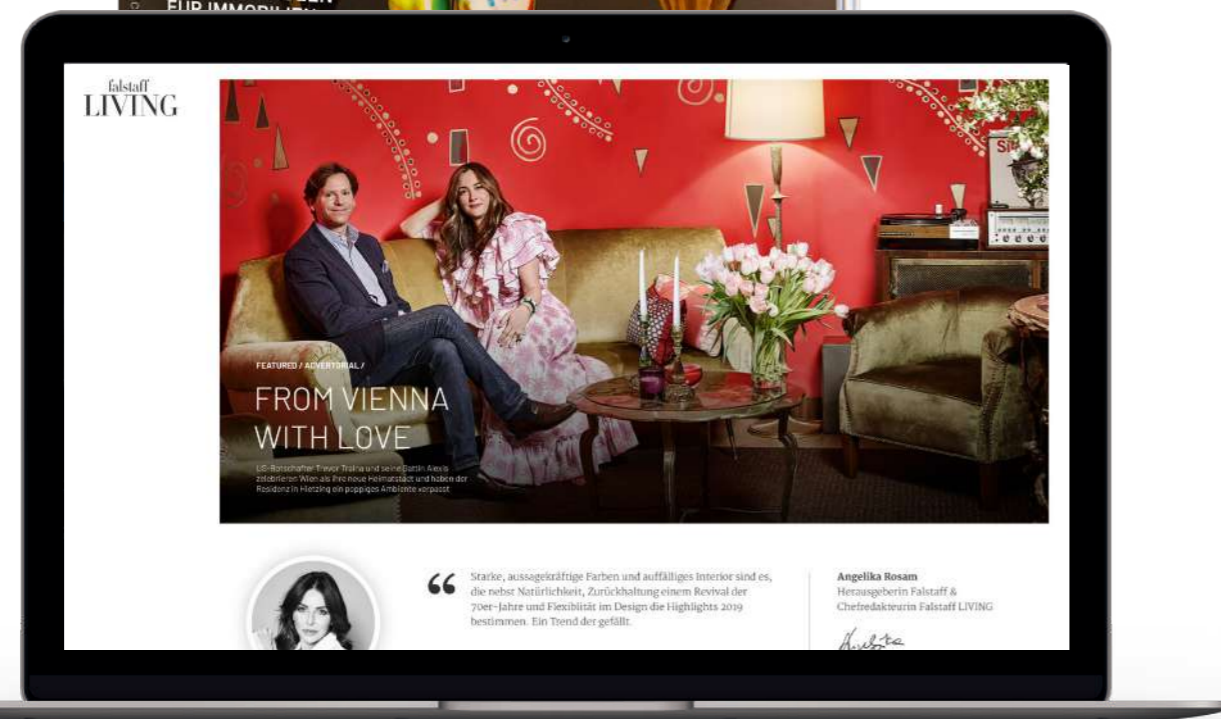 FÜR IMMOBILIEN
falstaff
LIVING
FEATURED / ADVERTORIAL /
FROM VIENNA
WITH LOVE
US-Botschafter Trevor Traina und seine Gattin Alexis
zelebrieren Wien als ihre neue Heimatstadt und haben der
Residenz in Hietzing ein poppiges Ambiente verpasst
“ Starke, aussagekräftige Farben und auffälliges Interior sind es,
die nebst Natürlichkeit, Zurückhaltung einem Revival der
70er-Jahre und Flexiblität im Design die Highlights 2019
bestimmen. Ein Trend der gefällt.
Angelika Rosam
Herausgeberin Falstaff &
Chefredakteurin Falstaff LIVING